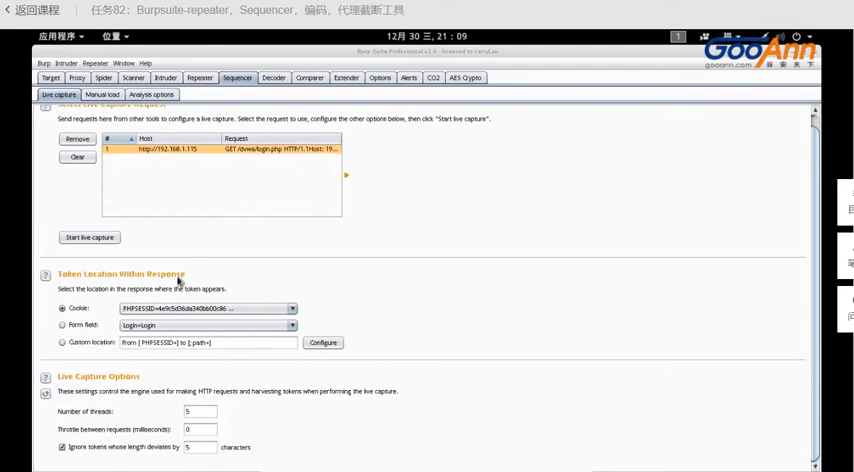 返回课程 任务82：Burpsuite-repeater，Sequencer，编码，代理截断工具
应用程序 位置 12月 30 三, 21：09 1
GOOANN
gooann.com 谷安天下
Burp Suite Professional v1.6 - licensed to LarryLau
Burp Intruder Repeater Window Help
Target Proxy Spider Scanner Intruder Repeater Sequencer Decoder Comparer Extender Options Alerts CO2 AES Crypto
Live capture Manual load Analysis options
Select Live Capture Request
Send requests here from other tools to configure a live capture. Select the request to use, configure the other options below, then click "Start live capture".
Remove # Host Request
1 http://192.168.1.115 GET /dvwa/login.php HTTP/1.1Host: 19...
Clear
Start live capture
? Token Location Within Response
Select the location in the response where the token appears.
Cookie: PHPSESSID=4e9c5d36da340bb00c86 ...
Form field: Login=Login
Custom location: From [ PHPSESSID=] to [; path=] Configure
? Live Capture Options
These settings control the engine used for making HTTP requests and harvesting tokens when performing the live capture.
Number of threads: 5
Throttle between requests (milliseconds): 0
Ignore tokens whose length deviates by 5 characters